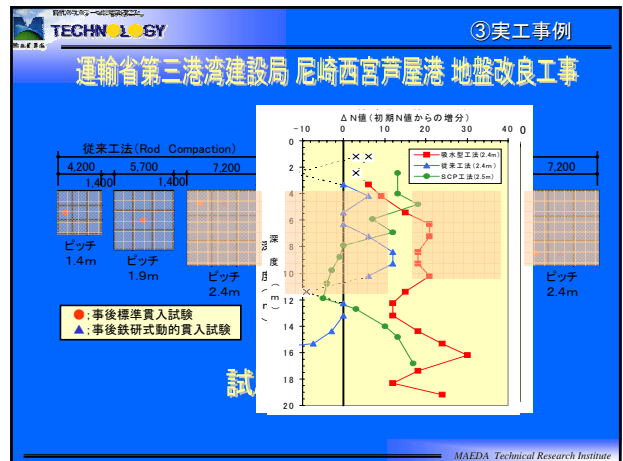 TECHNOLOGY
③実工事例
運輸省第三港湾建設局 尼崎西宮芦屋港 地盤改良工事
ΔN値(初期N値からの増分)
-10 0 10 20 30 40
0
従来工法(Rod Compaction)
4,200 5,700 7,200
7,200
1,400 1,400
吸水型工法(2.4m)
従来工法(2.4m)
SCP工法(2.5m)
0
2
4
6
8
10
12
14
16
18
20
深度(m)
ピッチ
1.4m
ピッチ
1.9m
ピッチ
2.4m
ピッチ
2.4m
●;事後標準貫入試験
▲;事後鉄研式動的貫入試験
試
MAEDA Technical Research Institute